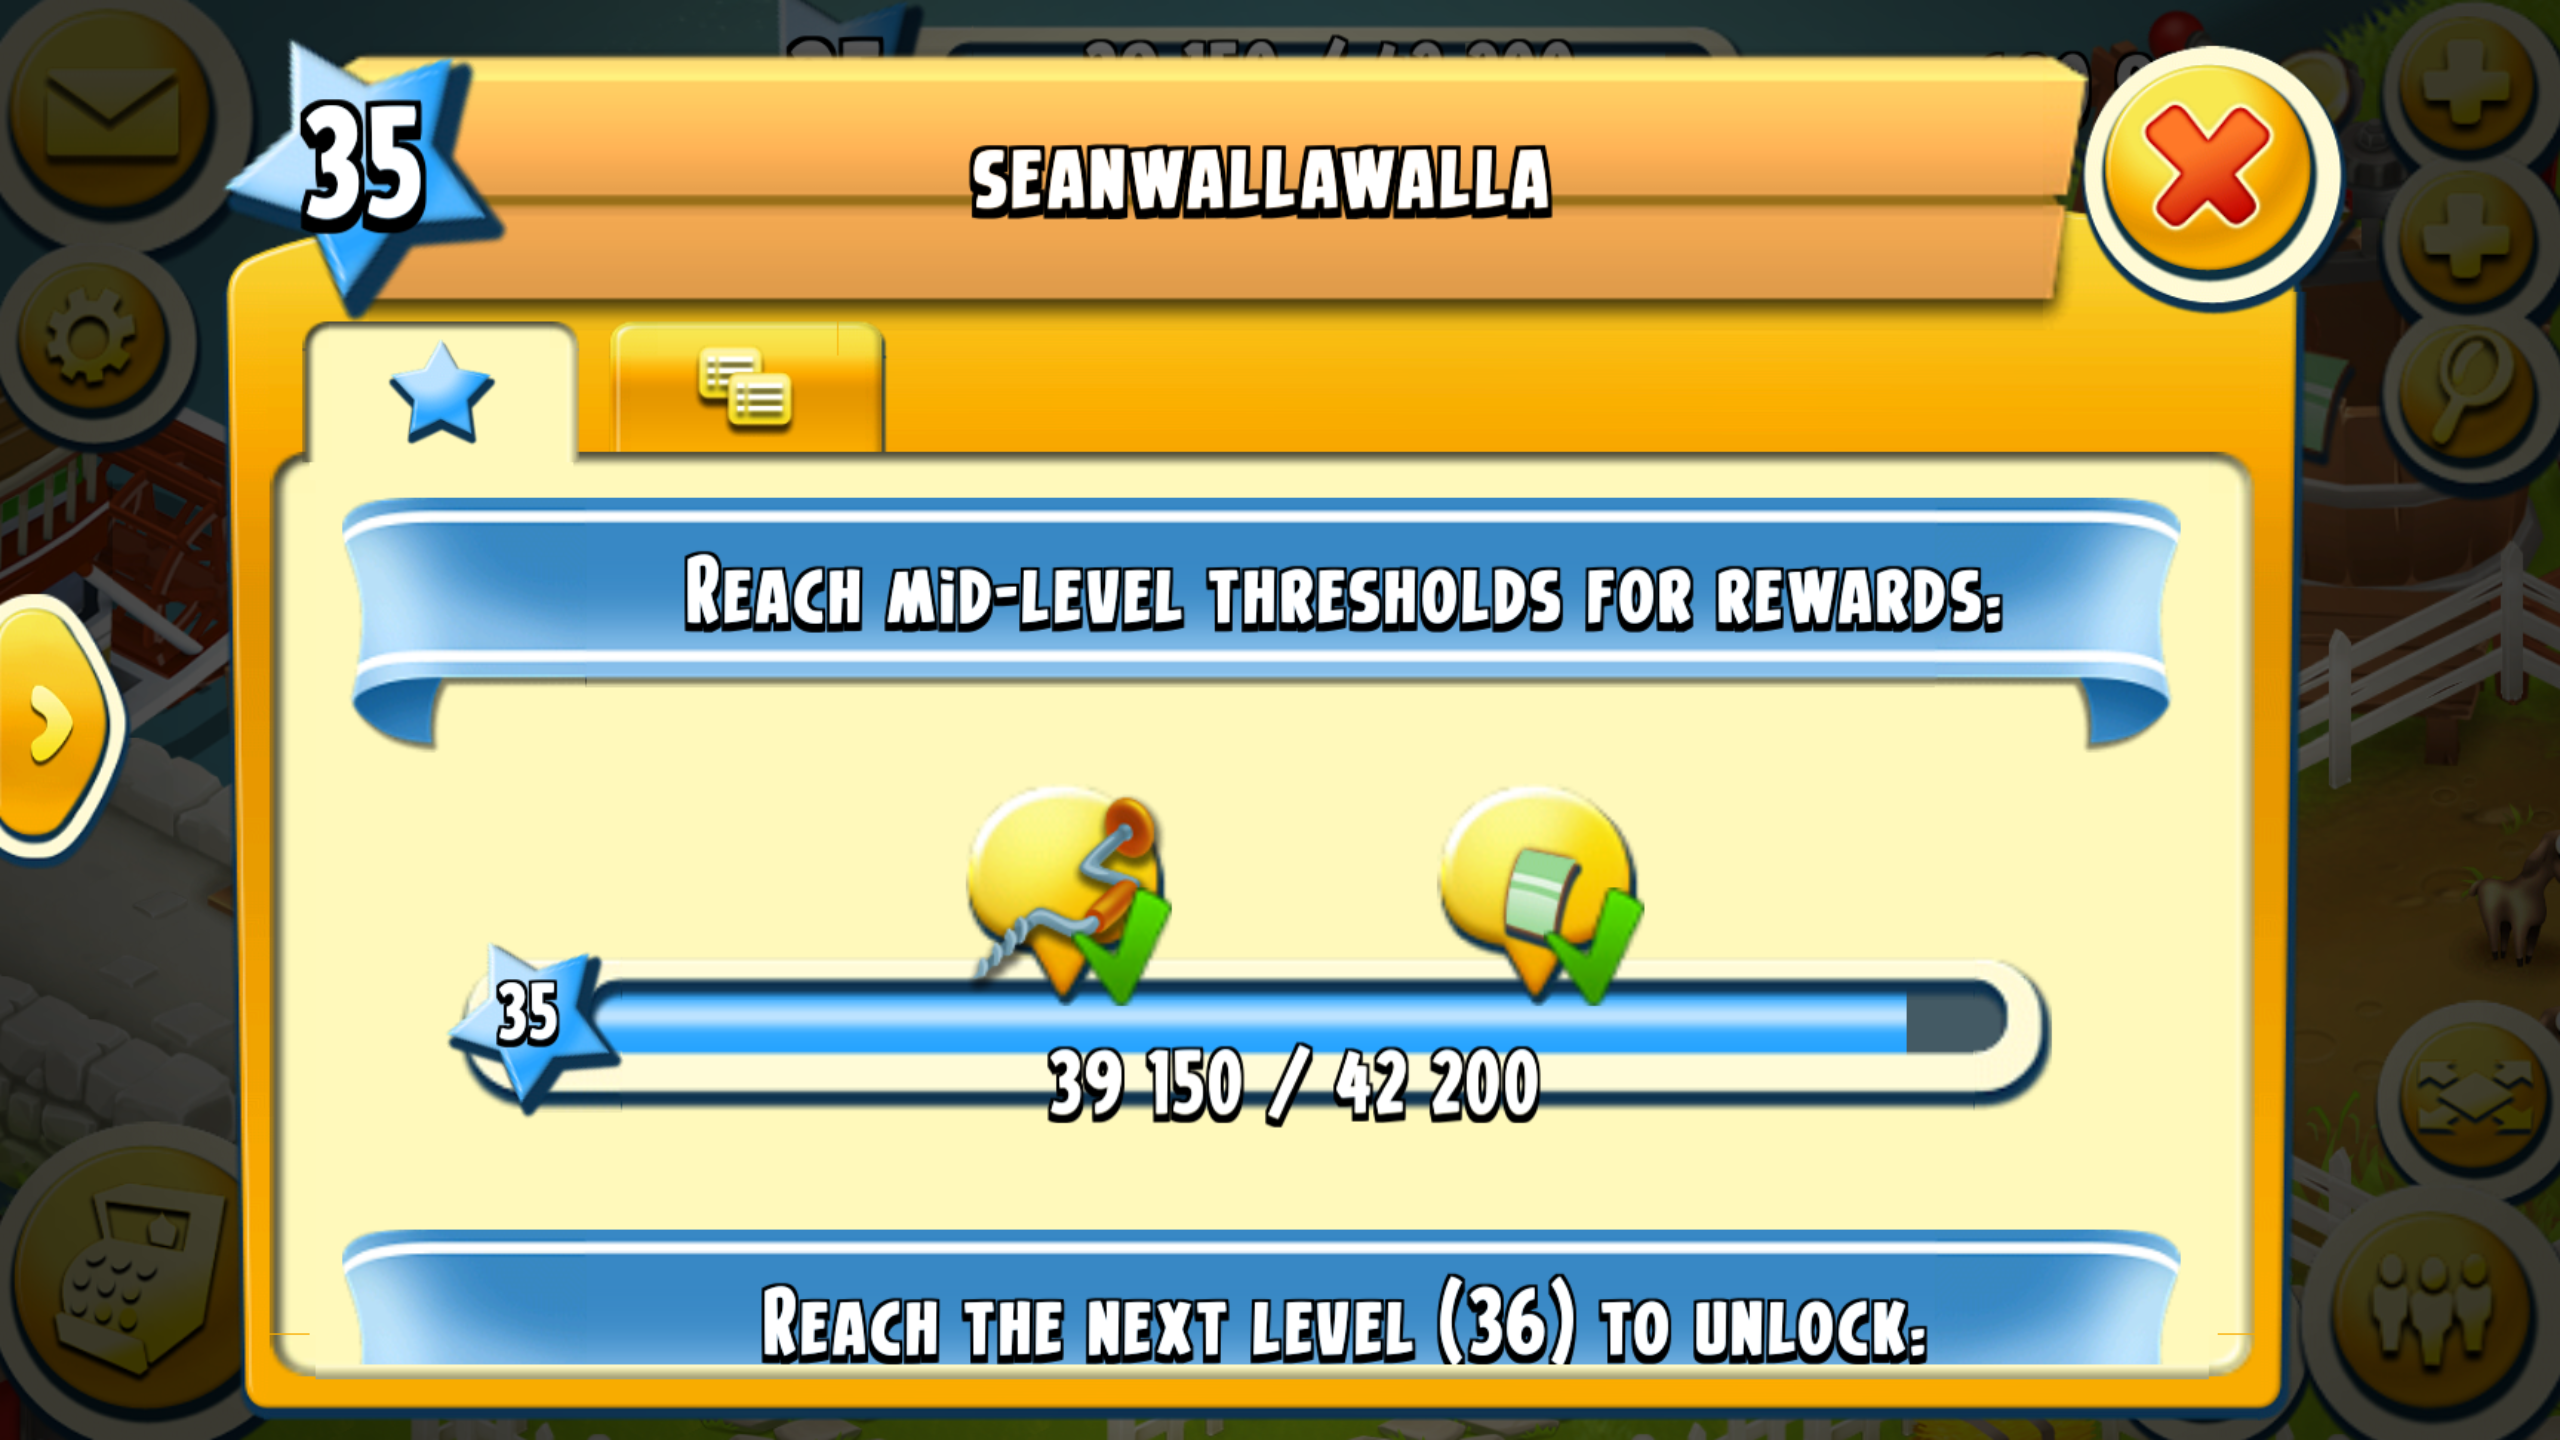 35
SEANWALLAWALLA
REACH MiD-LEVEL THRESHOLDS FOR REWARDS:
35
39 150 / 42 200
REACH THE NEXT LEVEL (36) TO UNLOCK: